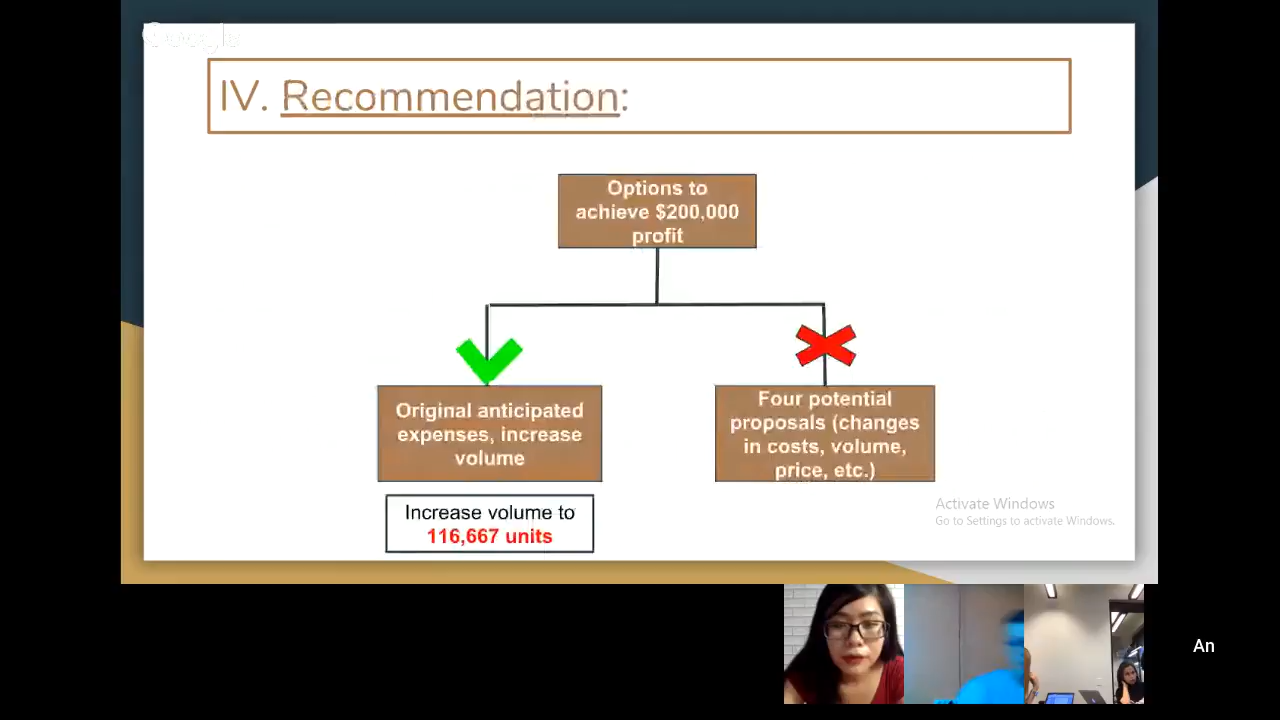 Google
IV. Recommendation:
Options to
achieve $200,000
profit
Original anticipated
expenses, increase
volume
Four potential
proposals (changes
in costs, volume,
price, etc.)
Increase volume to
116,667 units
Activate Windows
Go to Settings to activate Windows.
An